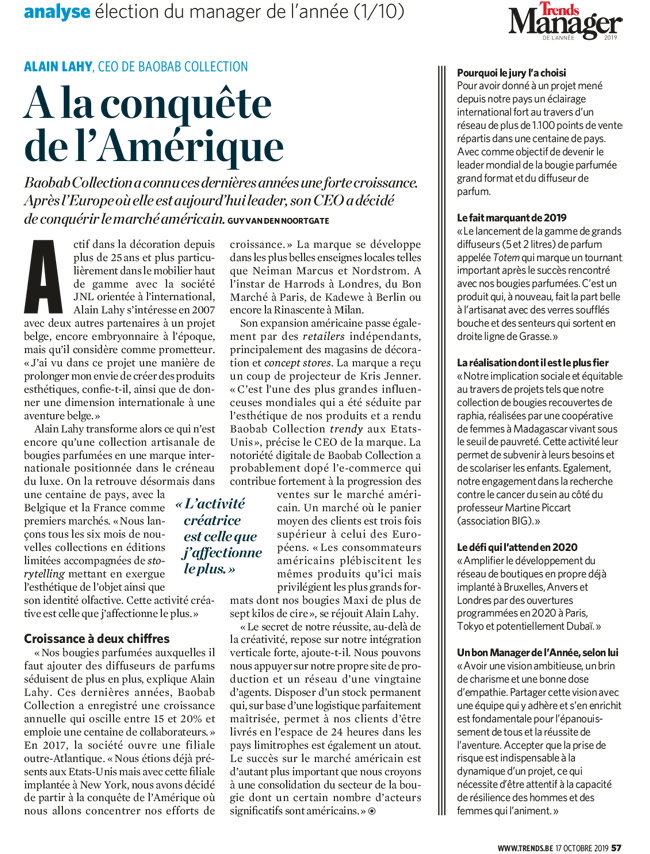 analyse élection du manager de l'année (1/10)
Trends
Manager
DE L'ANNÉE 2019
ALAIN LAHY, CEO DE BAOBAB COLLECTION
A la conquête
de l'Amérique
Baobab Collection a connu ces dernières années une forte croissance.
Après l'Europe où elle est aujourd'hui leader, son CEO a décidé
de conquérir le marché américain. GUY VAN DEN NOORTGATE
Actif dans la décoration depuis
plus de 25 ans et plus particu-
lièrement dans le mobilier haut
de gamme avec la société
JNL orientée à l'international,
Alain Lahy s'intéresse en 2007
avec deux autres partenaires à un projet
belge, encore embryonnaire à l'époque,
mais qu'il considère comme prometteur.
« J'ai vu dans ce projet une manière de
prolonger mon envie de créer des produits
esthétiques, confie-t-il, ainsi que de don-
ner une dimension internationale à une
aventure belge. »
Alain Lahy transforme alors ce qui n'est
encore qu'une collection artisanale de
bougies parfumées en une marque inter-
nationale positionnée dans le créneau
du luxe. On la retrouve désormais dans
une centaine de pays, avec la
Belgique et la France comme
premiers marchés. « Nous lan-
çons tous les six mois de nou-
velles collections en éditions
limitées accompagnées de sto-
rytelling mettant en exergue
l'esthétique de l'objet ainsi que
son identité olfactive. Cette activité créa-
tive est celle que j'affectionne le plus. »
Croissance à deux chiffres
« Nos bougies parfumées auxquelles il
faut ajouter des diffuseurs de parfums
séduisent de plus en plus, explique Alain
Lahy. Ces dernières années, Baobab
Collection a enregistré une croissance
annuelle qui oscille entre 15 et 20% et
emploie une centaine de collaborateurs. »
En 2017, la société ouvre une filiale
outre-Atlantique. « Nous étions déjà pré-
sents aux Etats-Unis mais avec cette filiale
implantée à New York, nous avons décidé
de partir à la conquête de l'Amérique où
nous allons concentrer nos efforts de
« L'activité
créatrice
est celle que
j'affectionne
le plus. »
croissance. » La marque se développe
dans les plus belles enseignes locales telles
que Neiman Marcus et Nordstrom. A
l'instar de Harrods à Londres, du Bon
Marché à Paris, de Kadewe à Berlin ou
encore la Rinascente à Milan.
Son expansion américaine passe égale-
ment par des retailers indépendants,
principalement des magasins de décora-
tion et concept stores. La marque a reçu
un coup de projecteur de Kris Jenner.
« C'est l'une des plus grandes influen-
ceuses mondiales qui a été séduite par
l'esthétique de nos produits et a rendu
Baobab Collection trendy aux Etats-
Unis », précise le CEO de la marque. La
notoriété digitale de Baobab Collection a
probablement dopé l'e-commerce qui
contribue fortement à la progression des
ventes sur le marché améri-
cain. Un marché où le panier
moyen des clients est trois fois
supérieur à celui des Euro-
péens. « Les consommateurs
américains plébiscitent les
mêmes produits qu'ici mais
privilégient les plus grands for-
mats dont nos bougies Maxi de plus de
sept kilos de cire », se réjouit Alain Lahy.
« Le secret de notre réussite, au-delà de
la créativité, repose sur notre intégration
verticale forte, ajoute-t-il. Nous pouvons
nous appuyer sur notre propre site de pro-
duction et un réseau d'une vingtaine
d'agents. Disposer d'un stock permanent
qui, sur base d'une logistique parfaitement
maîtrisée, permet à nos clients d'être
livrés en l'espace de 24 heures dans les
pays limitrophes est également un atout.
Le succès sur le marché américain est
d'autant plus important que nous croyons
à une consolidation du secteur de la bou-
gie dont un certain nombre d'acteurs
significatifs sont américains. »
Pourquoi le jury l'a choisi
Pour avoir donné à un projet mené
depuis notre pays un éclairage
international fort au travers d'un
réseau de plus de 1.100 points de vente
répartis dans une centaine de pays.
Avec comme objectif de devenir le
leader mondial de la bougie parfumée
grand format et du diffuseur de
parfum.
Le fait marquant de 2019
« Le lancement de la gamme de grands
diffuseurs (5 et 2 litres) de parfum
appelée Totem qui marque un tournant
important après le succès rencontré
avec nos bougies parfumées. C'est un
produit qui, à nouveau, fait la part belle
à l'artisanat avec des verres soufflés
bouche et des senteurs qui sortent en
droite ligne de Grasse. »
La réalisation dont il est le plus fier
« Notre implication sociale et équitable
au travers de projets tels que notre
collection de bougies recouvertes de
raphia, réalisées par une coopérative
de femmes à Madagascar vivant sous
le seuil de pauvreté. Cette activité leur
permet de subvenir à leurs besoins et
de scolariser les enfants. Egalement,
notre engagement dans la recherche
contre le cancer du sein au côté du
professeur Martine Piccart
(association BIG). »
Le défi qui l'attend en 2020
« Amplifier le développement du
réseau de boutiques en propre déjà
implanté à Bruxelles, Anvers et
Londres par des ouvertures
programmées en 2020 à Paris,
Tokyo et potentiellement Dubaï. »
Un bon Manager de l'Année, selon lui
« Avoir une vision ambitieuse, un brin
de charisme et une bonne dose
d'empathie. Partager cette vision avec
une équipe qui y adhère et s'en enrichit
est fondamentale pour l'épanouis-
sement de tous et la réussite de
l'aventure. Accepter que la prise de
risque est indispensable à la
dynamique d'un projet, ce qui
nécessite d'être attentif à la capacité
de résilience des hommes et des
femmes qui l'animent. »
WWW.TRENDS.BE 17 OCTOBRE 2019 57